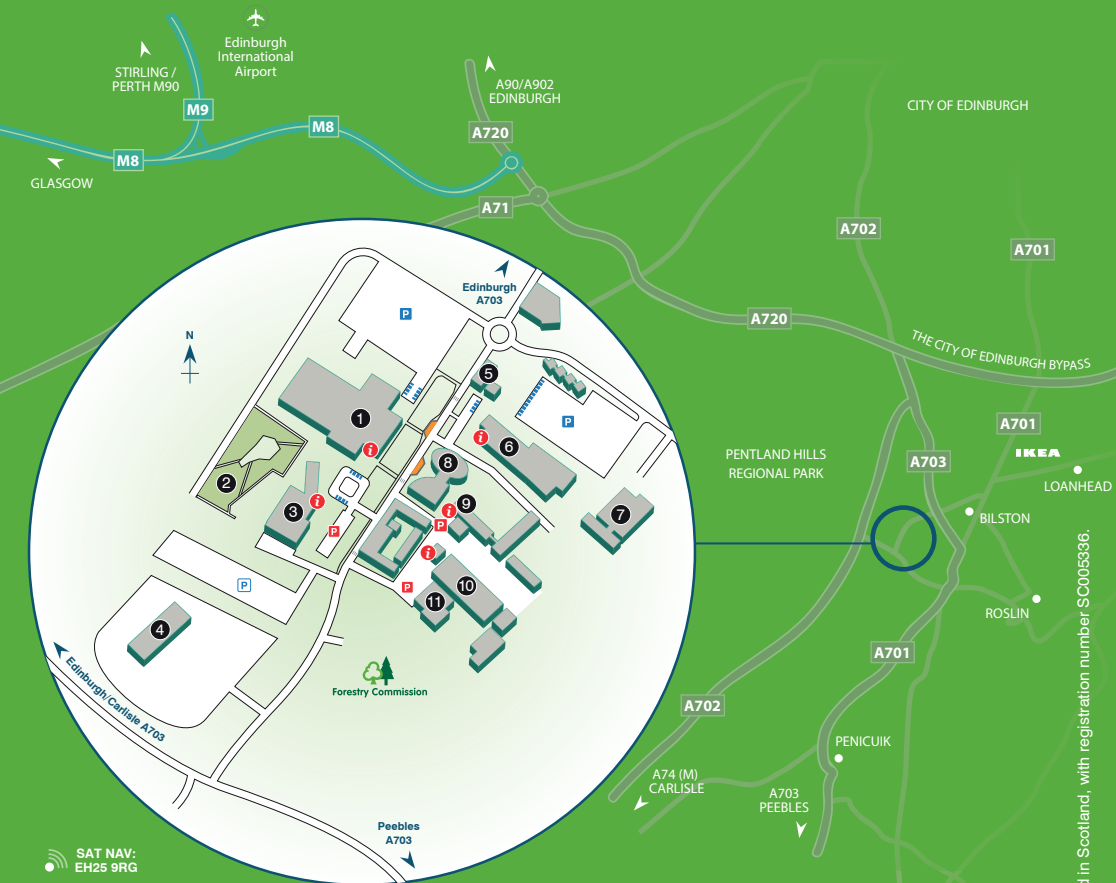 Edinburgh
International
Airport
STIRLING /
PERTH M90
A90/A902
EDINBURGH
CITY OF EDINBURGH
M9
M8
M8
A720
GLASGOW
A71
A702
A701
A720
THE CITY OF EDINBURGH BYPASS
Edinburgh
A703
N
P
1
i
2
3
i
P
P
4
5
i
6
P
7
8
9
i
P
i
10
P
11
Forestry Commission
Edinburgh/Carlisle A703
Peebles
A703
SAT NAV:
EH25 9RG
PENTLAND HILLS
REGIONAL PARK
A701
A703
IKEA
LOANHEAD
BILSTON
ROSLIN
A701
A702
PENICUIK
A74 (M)
CARLISLE
A703
PEEBLES
d in Scotland, with registration number SC005336.